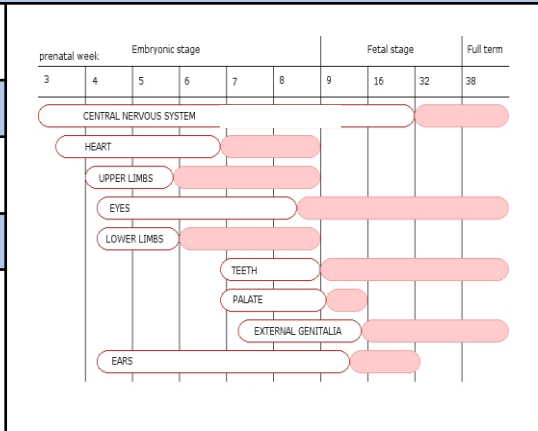 prenatal week Embryonic stage Fetal stage Full term
3 4 5 6 7 8 9 16 32 38
CENTRAL NERVOUS SYSTEM
HEART
UPPER LIMBS
EYES
LOWER LIMBS
TEETH
PALATE
EXTERNAL GENITALIA
EARS